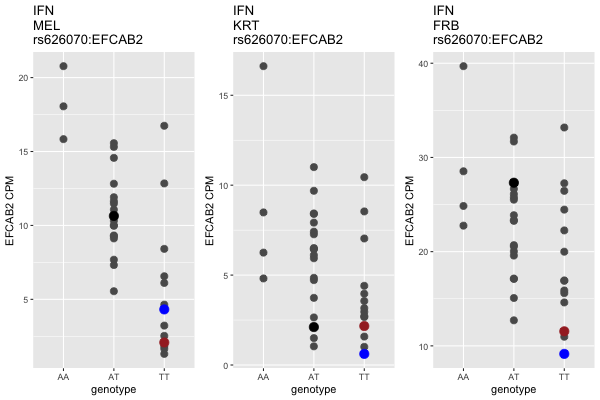 IFN
MEL
rs626070:EFCAB2
EFCAB2 CPM
20
15
10
5
AA
AT
TT
genotype
IFN
KRT
rs626070:EFCAB2
EFCAB2 CPM
15
10
5
0
AA
AT
TT
genotype
IFN
FRB
rs626070:EFCAB2
EFCAB2 CPM
40
30
20
10
AA
AT
TT
genotype